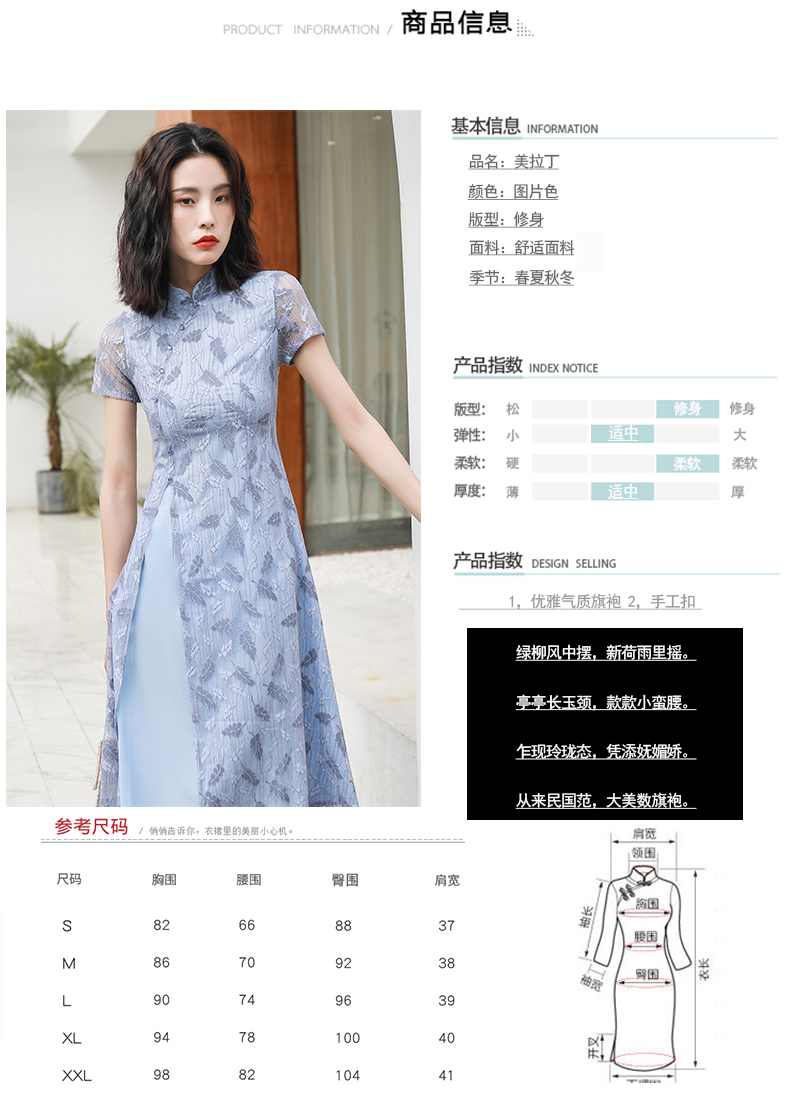 PRODUCT INFORMATION / 商品信息
基本信息 INFORMATION
品名：美拉丁
颜色：图片色
版型：修身
面料：舒适面料
季节：春夏秋冬
产品指数 INDEX NOTICE
版型： 松 修身 修身
弹性： 小 适中 大
柔软： 硬 柔软 柔软
厚度： 薄 适中 厚
产品指数 DESIGN SELLING
1，优雅气质旗袍 2，手工扣
绿柳风中摆，新荷雨里摇。
亭亭长玉颈，款款小蛮腰。
乍现玲珑态，凭添妩媚娇。
从来民国范，大美数旗袍。
参考尺码 / 俏俏告诉你，衣裙里的美丽小心机。
尺码 胸围 腰围 臀围 肩宽
S 82 66 88 37
M 86 70 92 38
L 90 74 96 39
XL 94 78 100 40
XXL 98 82 104 41
肩宽
领围
胸围
袖长
腰围
臀围
袖宽
衣长
开叉